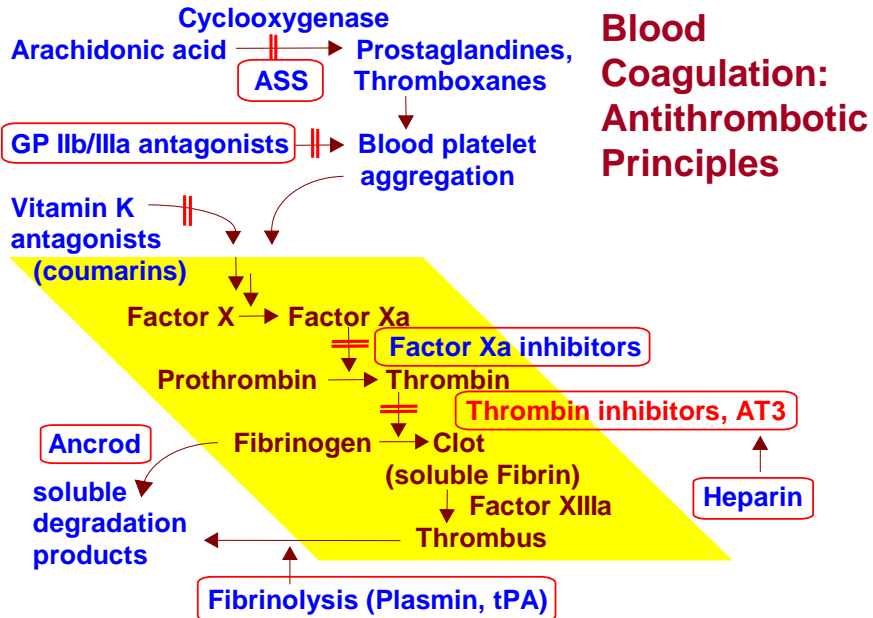 Blood
Coagulation:
Antithrombotic
Principles
Cyclooxygenase
Arachidonic acid
Prostaglandines,
Thromboxanes
ASS
GP IIb/IIIa antagonists
Blood platelet
aggregation
Vitamin K
antagonists
(coumarins)
Factor X
Factor Xa
Factor Xa inhibitors
Prothrombin
Thrombin
Thrombin inhibitors, AT3
Ancrod
Fibrinogen
Clot
(soluble Fibrin)
Heparin
soluble
degradation
products
Factor XIIIa
Thrombus
Fibrinolysis (Plasmin, tPA)